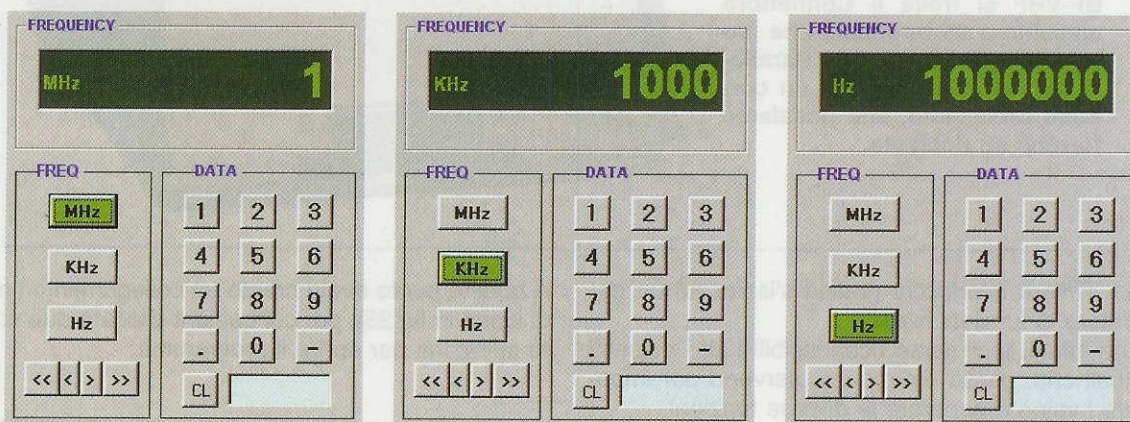 FREQUENCY
MHz 1
FREQ
MHz
KHz
Hz
<< < > >>
DATA
1 2 3
4 5 6
7 8 9
. 0 -
CL
FREQUENCY
KHz 1000
FREQ
MHz
KHz
Hz
<< < > >>
DATA
1 2 3
4 5 6
7 8 9
. 0 -
CL
FREQUENCY
Hz 1000000
FREQ
MHz
KHz
Hz
<< < > >>
DATA
1 2 3
4 5 6
7 8 9
. 0 -
CL